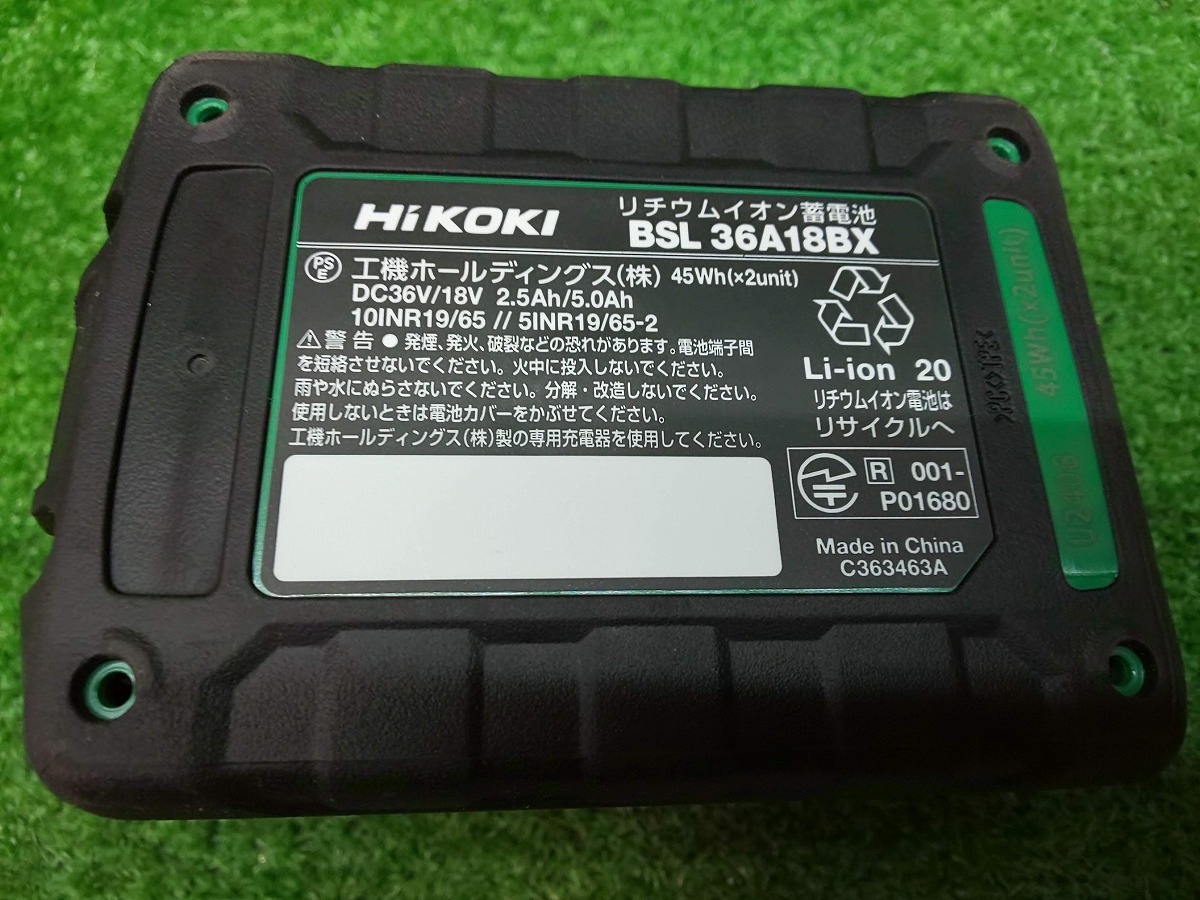 HiKOKI
リチウムイオン蓄電池
BSL 36A18BX
PS E 工機ホールディングス(株) 45Wh(×2unit)
DC36V/18V 2.5Ah/5.0Ah
10INR19/65 // 5INR19/65-2
⚠警告 ● 発煙、発火、破裂などの恐れがあります。電池端子間
を短絡させないでください。火中に投入しないでください。
雨や水にぬらさないでください。分解・改造しないでください。
使用しないときは電池カバーをかぶせてください。
工機ホールディングス(株)製の専用充電器を使用してください。
Li-ion 20
リチウムイオン電池は
リサイクルへ
R 001-
P01680
Made in China
C363463A
45Wh(×2unit)